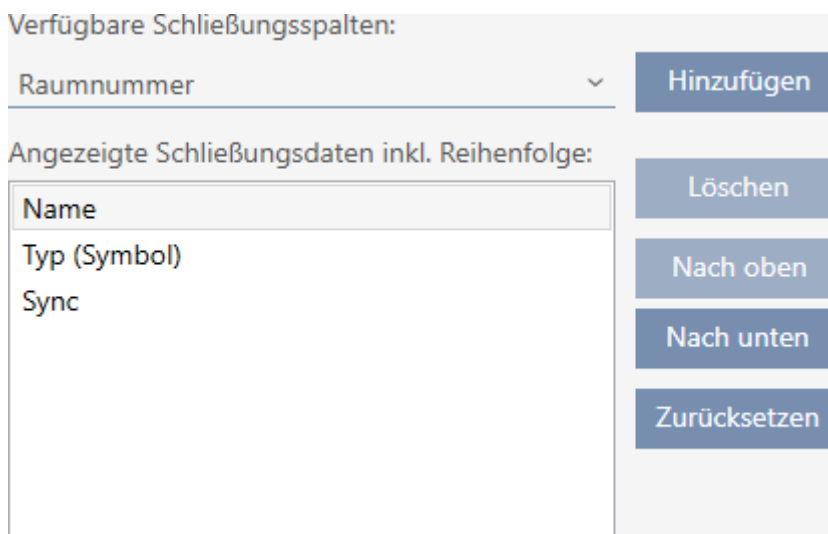 Verfügbare Schließungsspalten:
Raumnummer
Hinzufügen
Angezeigte Schließungsdaten inkl. Reihenfolge:
Name
Typ (Symbol)
Sync
Löschen
Nach oben
Nach unten
Zurücksetzen